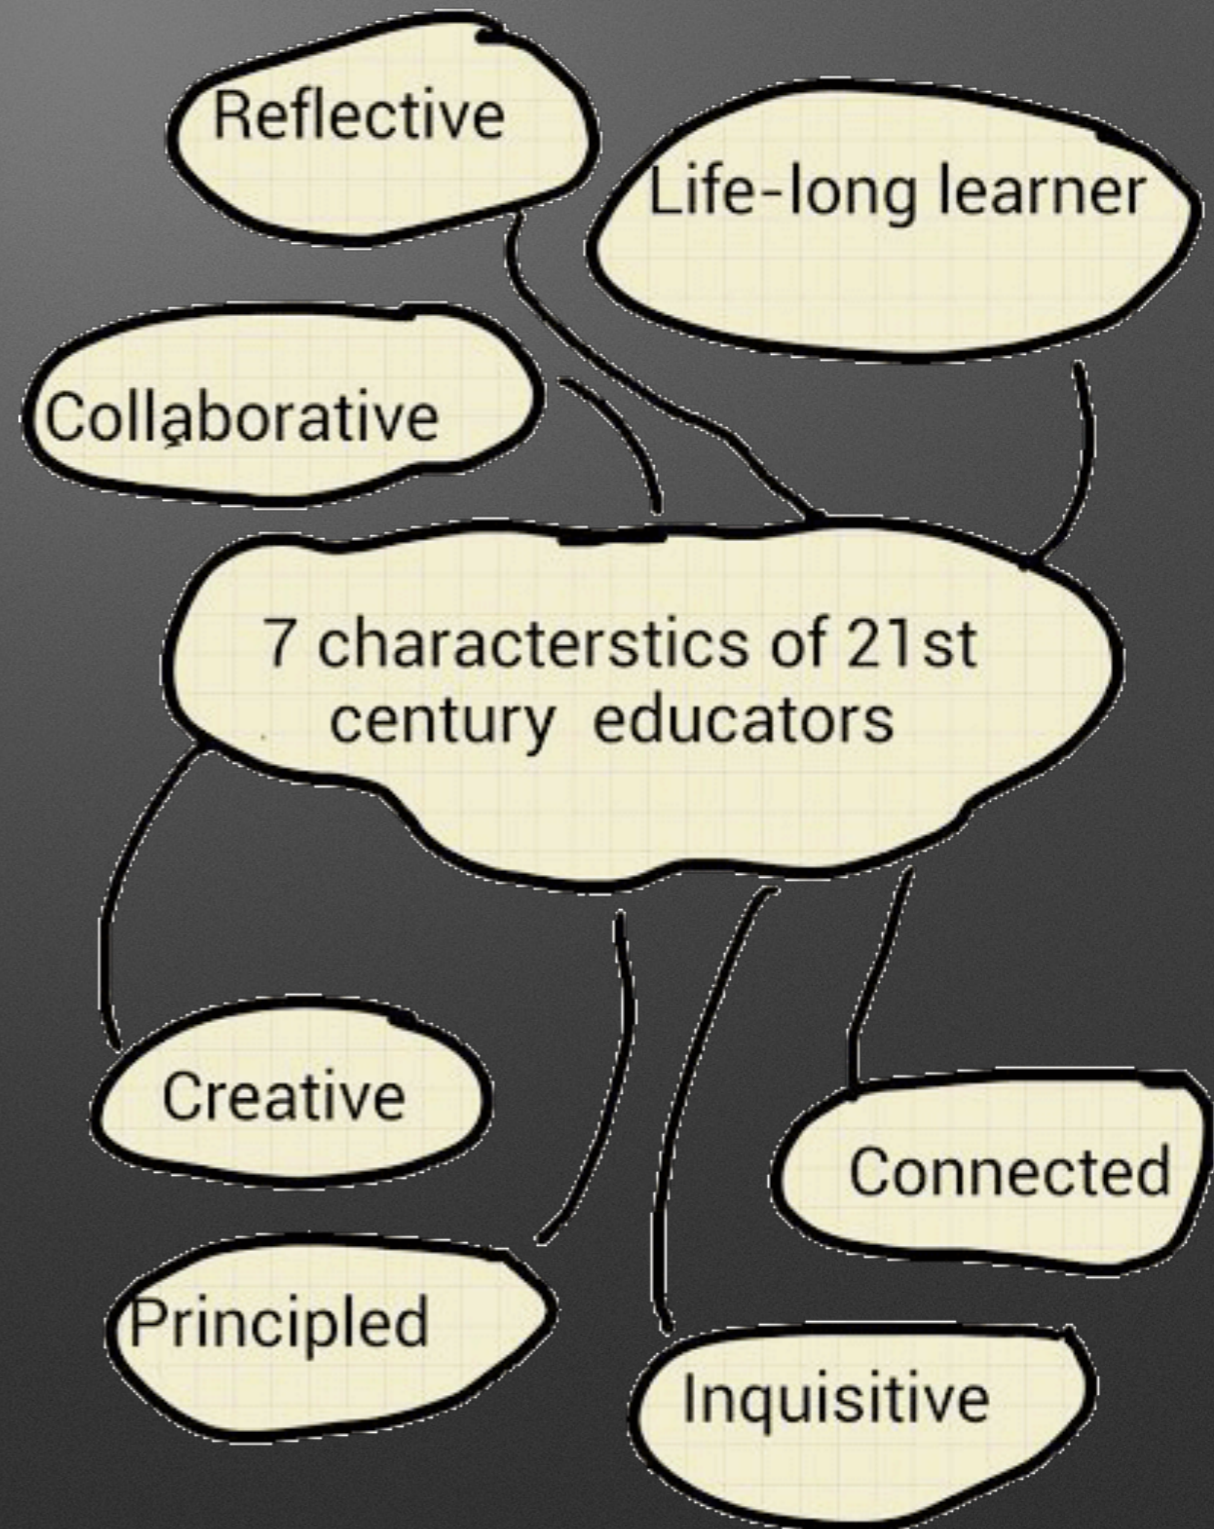 Reflective
Life-long learner
Collaborative
7 characterstics of 21st
century  educators
Creative
Connected
Principled
Inquisitive